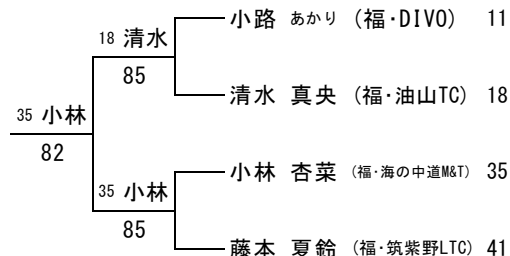 小路 あかり (福・DIVO) 11
18 清水
85
清水 真央 (福・油山TC) 18
35 小林
82
小林 杏菜 (福・海の中道M&T) 35
35 小林
85
藤本 夏鈴 (福・筑紫野LTC) 41